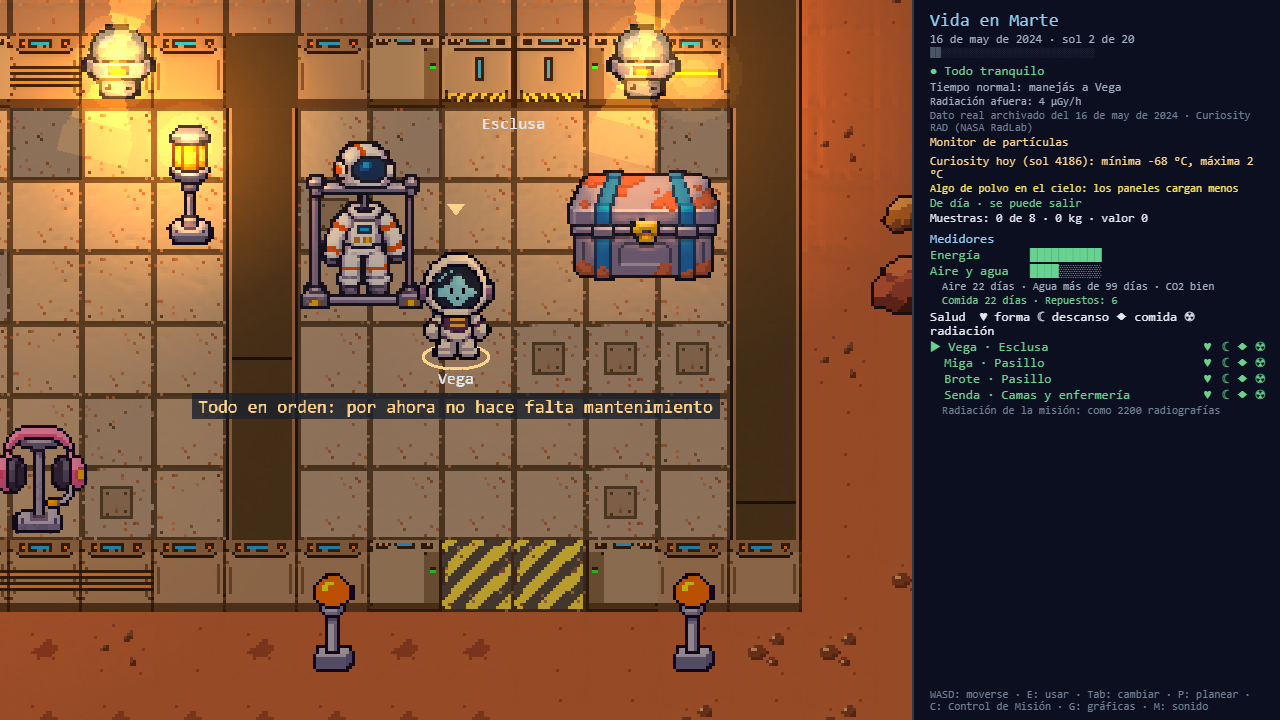 Esclusa
Vega
Todo en orden: por ahora no hace falta mantenimiento
Vida en Marte
16 de may de 2024 · sol 2 de 20
● Todo tranquilo
Tiempo normal: manejás a Vega
Radiación afuera: 4 µGy/h
Dato real archivado del 16 de may de 2024 · Curiosity
RAD (NASA RadLab)
Monitor de partículas
Curiosity hoy (sol 4186): mínima -68 °C, máxima 2
°C
Algo de polvo en el cielo: los paneles cargan menos
De día · se puede salir
Muestras: 0 de 8 · 0 kg · valor 0
Medidores
Energía
Aire y agua
Aire 22 días · Agua más de 99 días · CO2 bien
Comida 22 días · Repuestos: 6
Salud ♥ forma ☾ descanso ◆ comida ☢
radiación
▶ Vega · Esclusa ♥ ☾ ◆ ☢
Miga · Pasillo ♥ ☾ ◆ ☢
Brote · Pasillo ♥ ☾ ◆ ☢
Senda · Camas y enfermería ♥ ☾ ◆ ☢
Radiación de la misión: como 2200 radiografías
WASD: moverse · E: usar · Tab: cambiar · P: planear ·
C: Control de Misión · G: gráficas · M: sonido